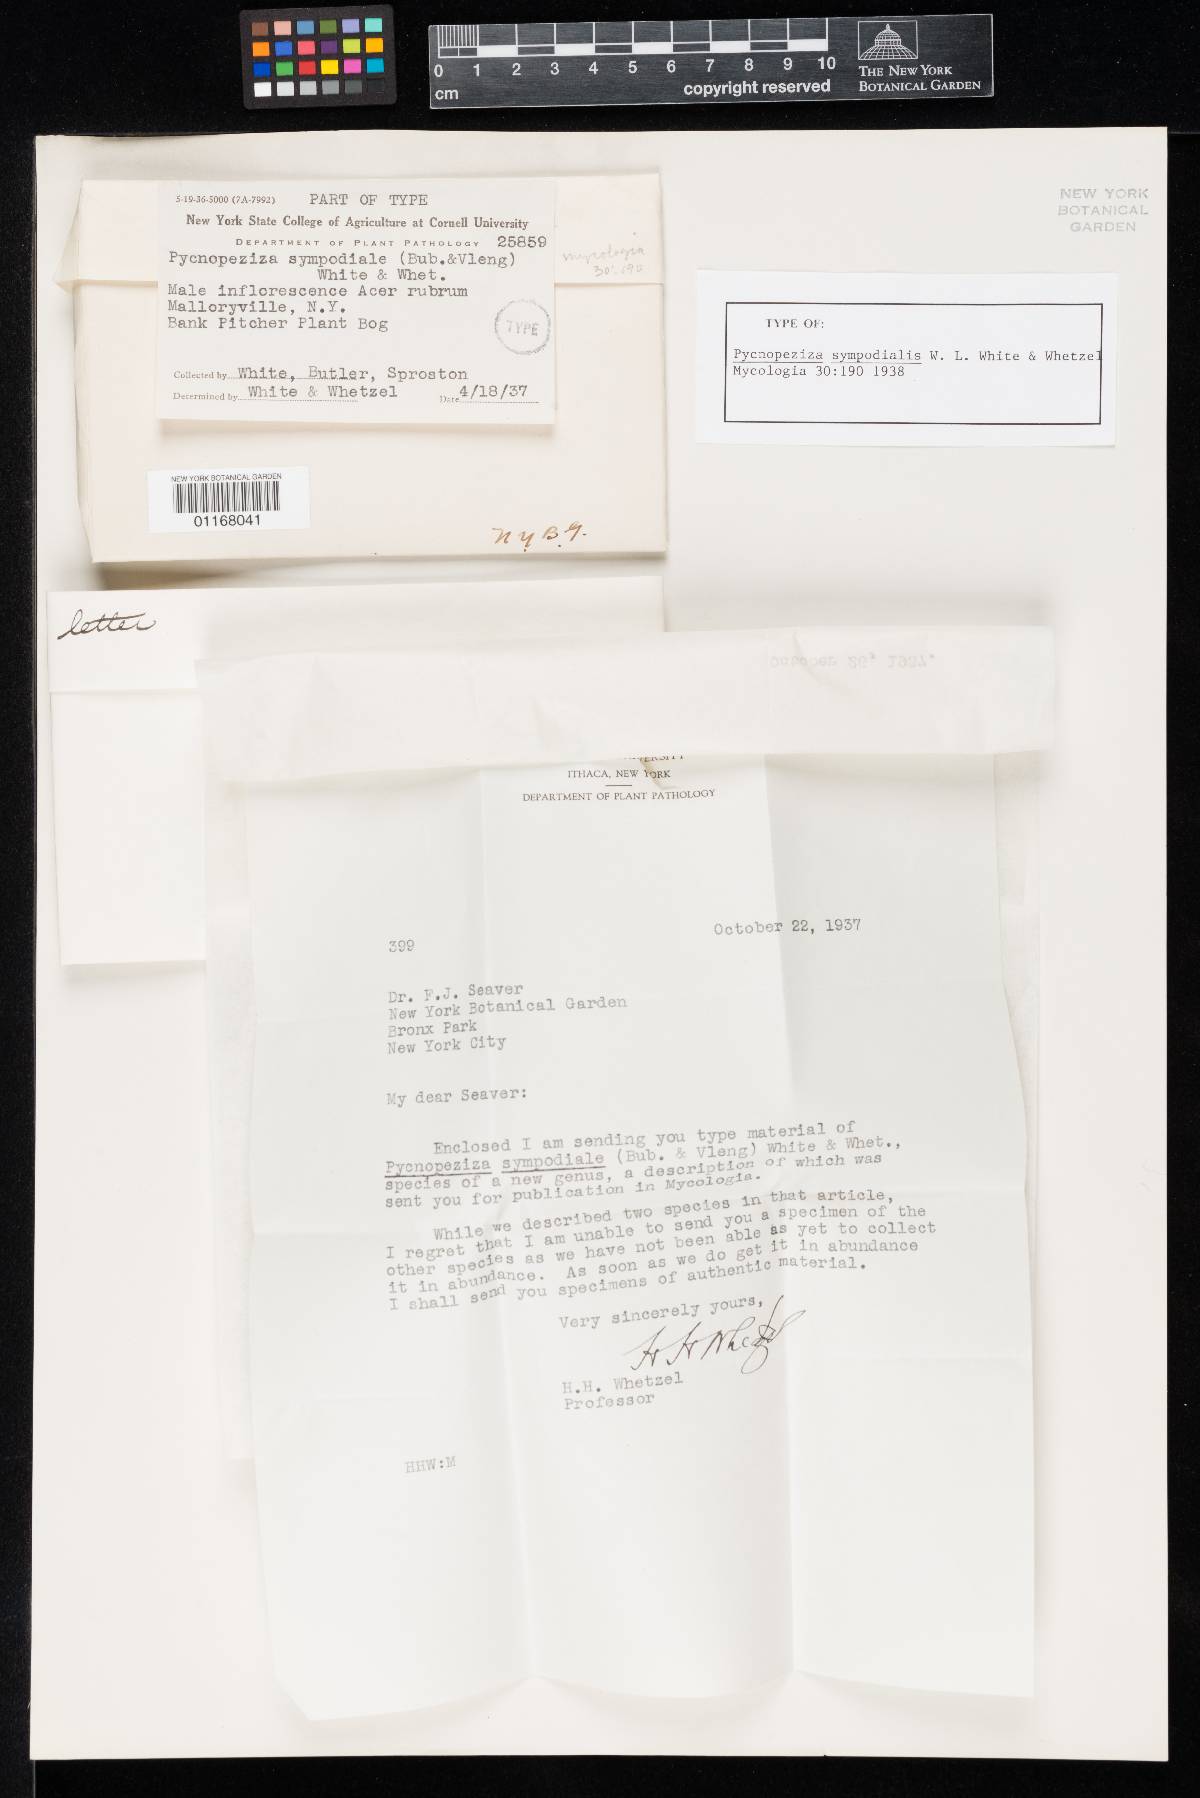 0 1 2 3 4 5 6 7 8 9 10
cm
copyright reserved
THE NEW YORK
BOTANICAL GARDEN
NEW YORK
BOTANICAL
GARDEN
5-19-36-5000 (7A-7992) PART OF TYPE
New York State College of Agriculture at Cornell University
DEPARTMENT OF PLANT PATHOLOGY 25859
Pycnopeziza sympodiale (Bub.&Vleng)
White & Whet.
Male inflorescence Acer rubrum
Malloryville, N.Y.
Bank Pitcher Plant Bog
TYPE
Collected by White, Butler, Sproston
Determined by White & Whetzel Date 4/18/37
mycologia
30:190
TYPE OF:
Pycnopeziza sympodialis W. L. White & Whetzel
Mycologia 30:190 1938
NEW YORK BOTANICAL GARDEN
01168041
N.Y.B.G.
letter
ITHACA, NEW YORK
DEPARTMENT OF PLANT PATHOLOGY
October 22, 1937
399
Dr. F.J. Seaver
New York Botanical Garden
Bronx Park
New York City
My dear Seaver:
Enclosed I am sending you type material of
Pycnopeziza sympodiale (Bub. & Vleng) White & Whet.,
species of a new genus, a description of which was
sent you for publication in Mycologia.
While we described two species in that article,
I regret that I am unable to send you a specimen of the
other species as we have not been able as yet to collect
it in abundance. As soon as we do get it in abundance
I shall send you specimens of authentic material.
Very sincerely yours,
H H Whetzel
H.H. Whetzel
Professor
HHW:M